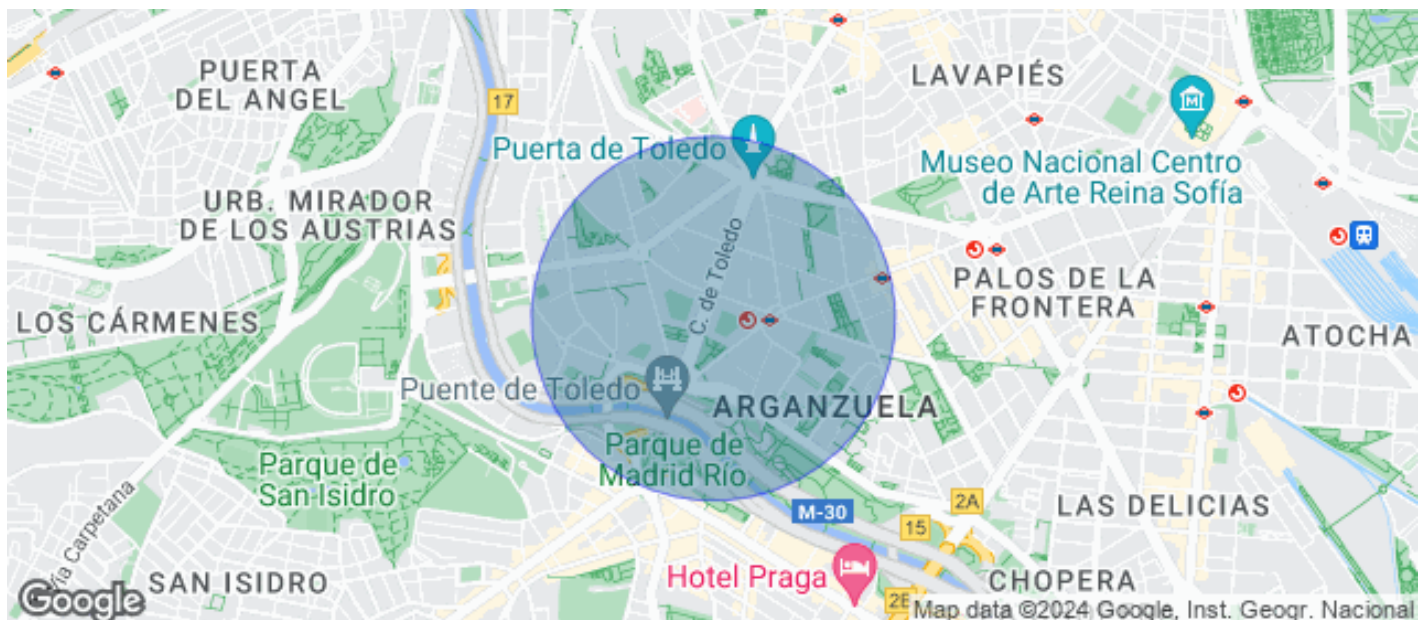 PUERTA
DEL ANGEL
17
LAVAPIÉS
Puerta de Toledo
Museo Nacional Centro
de Arte Reina Sofía
URB. MIRADOR
DE LOS AUSTRIAS
C. de Toledo
PALOS DE LA
FRONTERA
LOS CÁRMENES
ATOCHA
Puente de Toledo
ARGANZUELA
Parque de
Madrid Río
Parque de
San Isidro
Vía Carpetana
M-30
2A
15
LAS DELICIAS
SAN ISIDRO
Hotel Praga
CHOPERA
2E
Google
Map data ©2024 Google, Inst. Geogr. Nacional